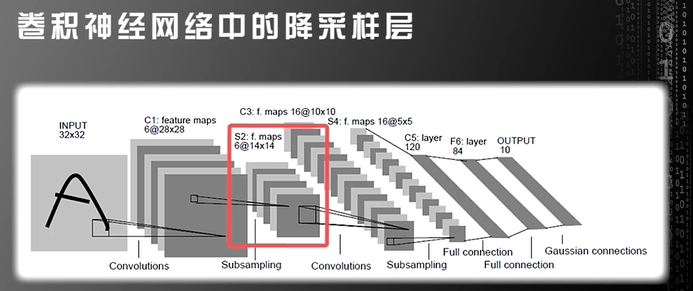 卷积神经网络中的降采样层
INPUT
32x32
C1: feature maps
6@28x28
C3: f. maps 16@10x10
S2: f. maps
6@14x14
S4: f. maps 16@5x5
C5: layer
120
F6: layer
84
OUTPUT
10
Convolutions
Subsampling
Convolutions
Subsampling
Full connection
Full connection
Gaussian connections